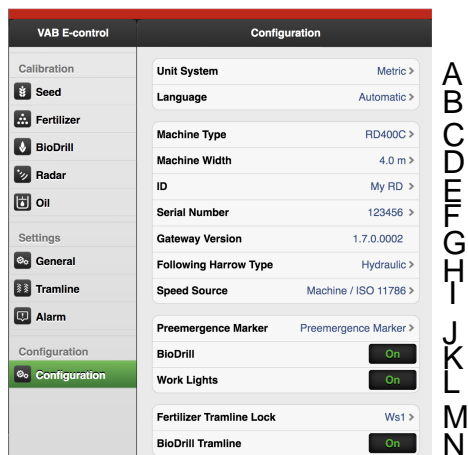 VAB E-control
Configuration
Calibration
Seed
Fertilizer
BioDrill
Radar
Oil
Settings
General
Tramline
Alarm
Configuration
Configuration
Unit System Metric > A
Language Automatic > B
Machine Type RD400C > C
Machine Width 4.0 m > D
ID My RD > E
Serial Number 123456 > F
Gateway Version 1.7.0.0002 G
Following Harrow Type Hydraulic > H
Speed Source Machine / ISO 11786 > I
Preemergence Marker Preemergence Marker > J
BioDrill On K
Work Lights On L
Fertilizer Tramline Lock Ws1 > M
BioDrill Tramline On N